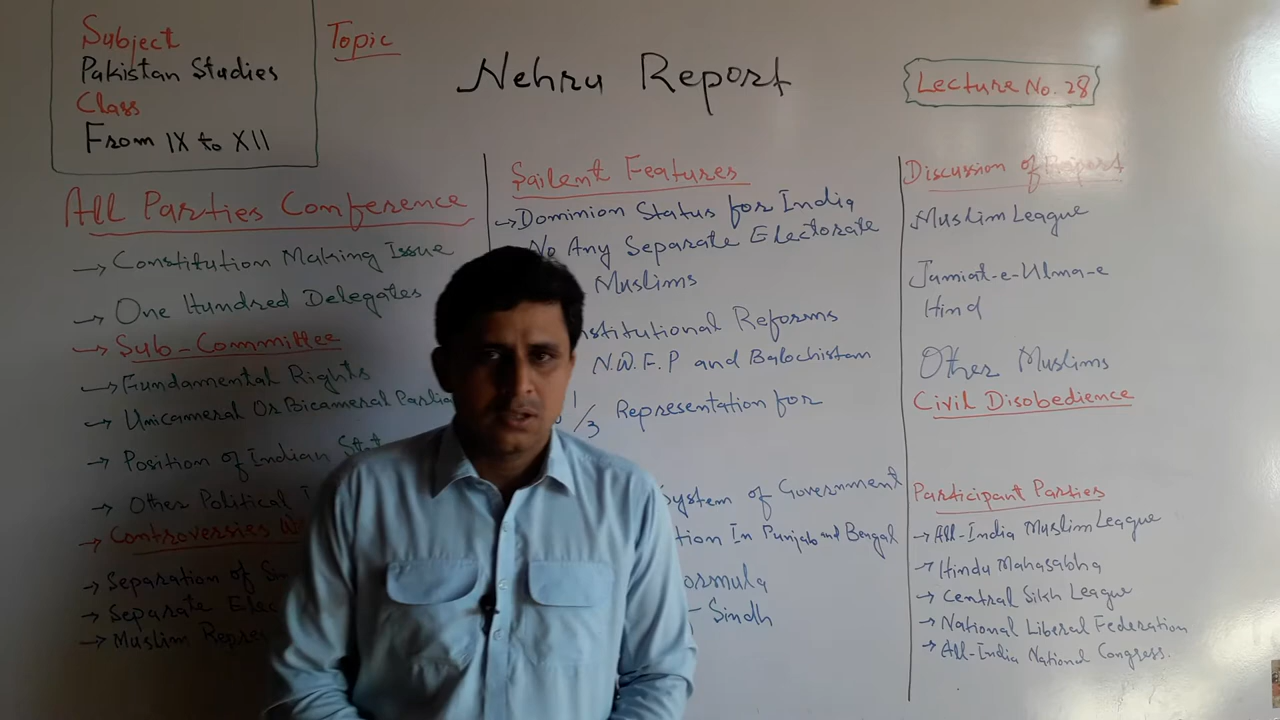 Subject
Pakistan Studies
Class
From IX to XII
Topic
Nehru Report
Lecture No. 28
All Parties Conference
→ Constitution Making Issue
→ One Hundred Delegates
→ Sub-Committee
→ Fundamental Rights
→ Unicameral Or Bicameral
→ Position of Indian
→ Other Political
→ Controversies
→ Separation of
→ Separate
→ Muslim
Sailent Features
→ Dominion Status for India
No Any Separate Electorate
Muslims
Reforms
N.W.F.P and Balochistan
1/3 Representation for
System of Government
In Punjab and Bengal
Sindh
Discussion of Report
Muslim League
Jumiat-e-Ulma-e
Hind
Other Muslims
Civil Disobedience
Participant Parties
→ All-India Muslim League
→ Hindu Mahasabha
→ Central Sikh League
→ National Liberal Federation
→ All-India National Congress.